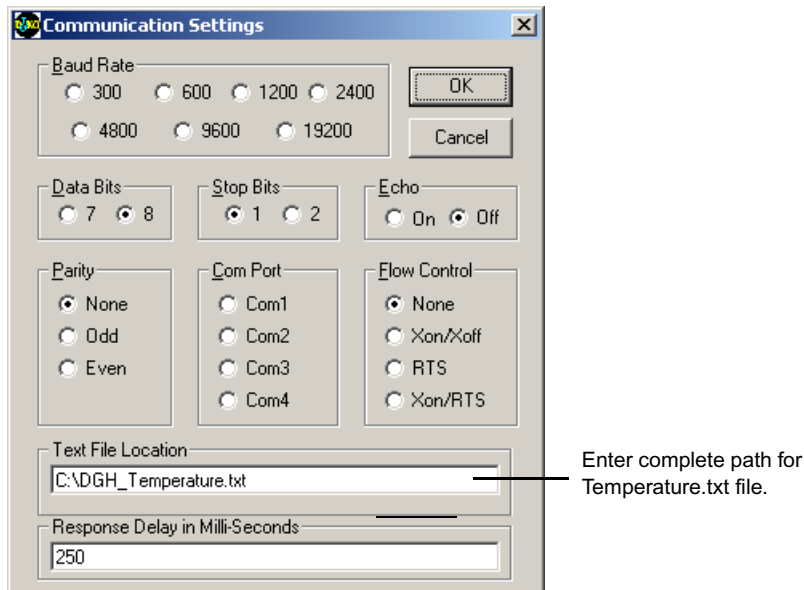 Communication Settings
Baud Rate
300 600 1200 2400
4800 9600 19200
OK
Cancel
Data Bits
7 8
Stop Bits
1 2
Echo
On Off
Parity
None
Odd
Even
Com Port
Com1
Com2
Com3
Com4
Flow Control
None
Xon/Xoff
RTS
Xon/RTS
Text File Location
C:\DGH_Temperature.txt
Enter complete path for
Temperature.txt file.
Response Delay in Milli-Seconds
250